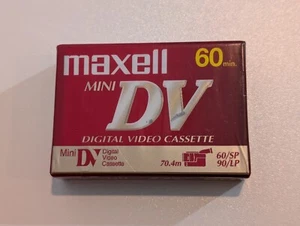 maxell 60 min.
MINI
DV
DIGITAL VIDEO CASSETTE
Mini DV Digital
Video
Cassette
70.4m
60/SP
90/LP